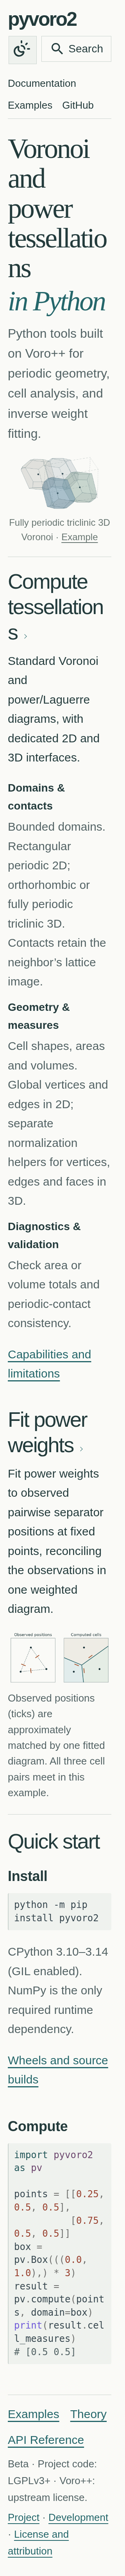 pyvoro2
Search
Documentation
Examples GitHub
Voronoi
and
power
tessellatio
ns
in Python
Python tools built
on Voro++ for
periodic geometry,
cell analysis, and
inverse weight
fitting.
Fully periodic triclinic 3D
Voronoi · Example
Compute
tessellation
s ›
Standard Voronoi
and
power/Laguerre
diagrams, with
dedicated 2D and
3D interfaces.
Domains &
contacts
Bounded domains.
Rectangular
periodic 2D;
orthorhombic or
fully periodic
triclinic 3D.
Contacts retain the
neighbor’s lattice
image.
Geometry &
measures
Cell shapes, areas
and volumes.
Global vertices and
edges in 2D;
separate
normalization
helpers for vertices,
edges and faces in
3D.
Diagnostics &
validation
Check area or
volume totals and
periodic-contact
consistency.
Capabilities and
limitations
Fit power
weights ›
Fit power weights
to observed
pairwise separator
positions at fixed
points, reconciling
the observations in
one weighted
diagram.
Observed positions Computed cells
Observed positions
(ticks) are
approximately
matched by one fitted
diagram. All three cell
pairs meet in this
example.
Quick start
Install
python -m pip
install pyvoro2
CPython 3.10–3.14
(GIL enabled).
NumPy is the only
required runtime
dependency.
Wheels and source
builds
Compute
import pyvoro2
as pv
points = [[0.25,
0.5, 0.5],
[0.75,
0.5, 0.5]]
box =
pv.Box(((0.0,
1.0),) * 3)
result =
pv.compute(point
s, domain=box)
print(result.cel
l_measures)
# [0.5 0.5]
Examples Theory
API Reference
Beta · Project code:
LGPLv3+ · Voro++:
upstream license.
Project · Development
· License and
attribution